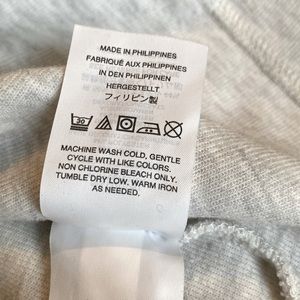 MADE IN PHILIPPINES
FABRIQUÉ AUX PHILIPPINES
IN DEN PHILIPPINEN
HERGESTELLT
フィリピン製
30
MACHINE WASH COLD, GENTLE
CYCLE WITH LIKE COLORS.
NON CHLORINE BLEACH ONLY.
TUMBLE DRY LOW. WARM IRON
AS NEEDED.